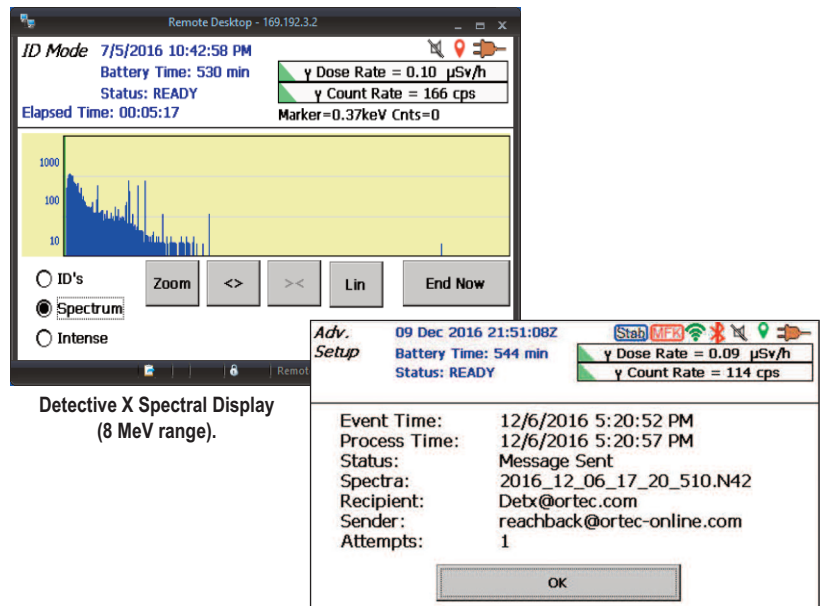 Remote Desktop - 169.192.3.2
ID Mode 7/5/2016 10:42:58 PM
Battery Time: 530 min
Status: READY
Elapsed Time: 00:05:17
γ Dose Rate = 0.10 µSv/h
γ Count Rate = 166 cps
Marker=0.37keV Cnts=0
1000
100
10
ID's
Spectrum
Intense
Zoom
<>
><
Lin
End Now
Remot
Detective X Spectral Display
(8 MeV range).
Adv.
Setup
09 Dec 2016 21:51:08Z
Battery Time: 544 min
Status: READY
Stab MFK
γ Dose Rate = 0.09 µSv/h
γ Count Rate = 114 cps
Event Time: 12/6/2016 5:20:52 PM
Process Time: 12/6/2016 5:20:57 PM
Status: Message Sent
Spectra: 2016_12_06_17_20_510.N42
Recipient: Detx@ortec.com
Sender: reachback@ortec-online.com
Attempts: 1
OK